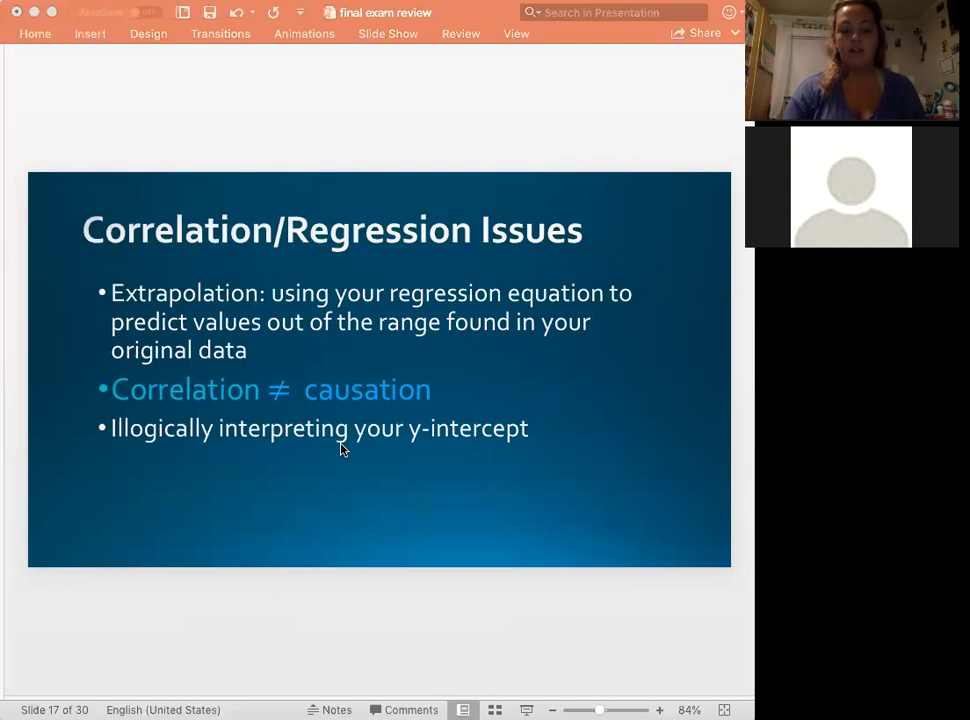 AutoSave OFF
final exam review
Search in Presentation
Home Insert Design Transitions Animations Slide Show Review View Share
Correlation/Regression Issues
• Extrapolation: using your regression equation to
predict values out of the range found in your
original data
• Correlation ≠ causation
• Illogically interpreting your y-intercept
Slide 17 of 30 English (United States) Notes Comments 84%